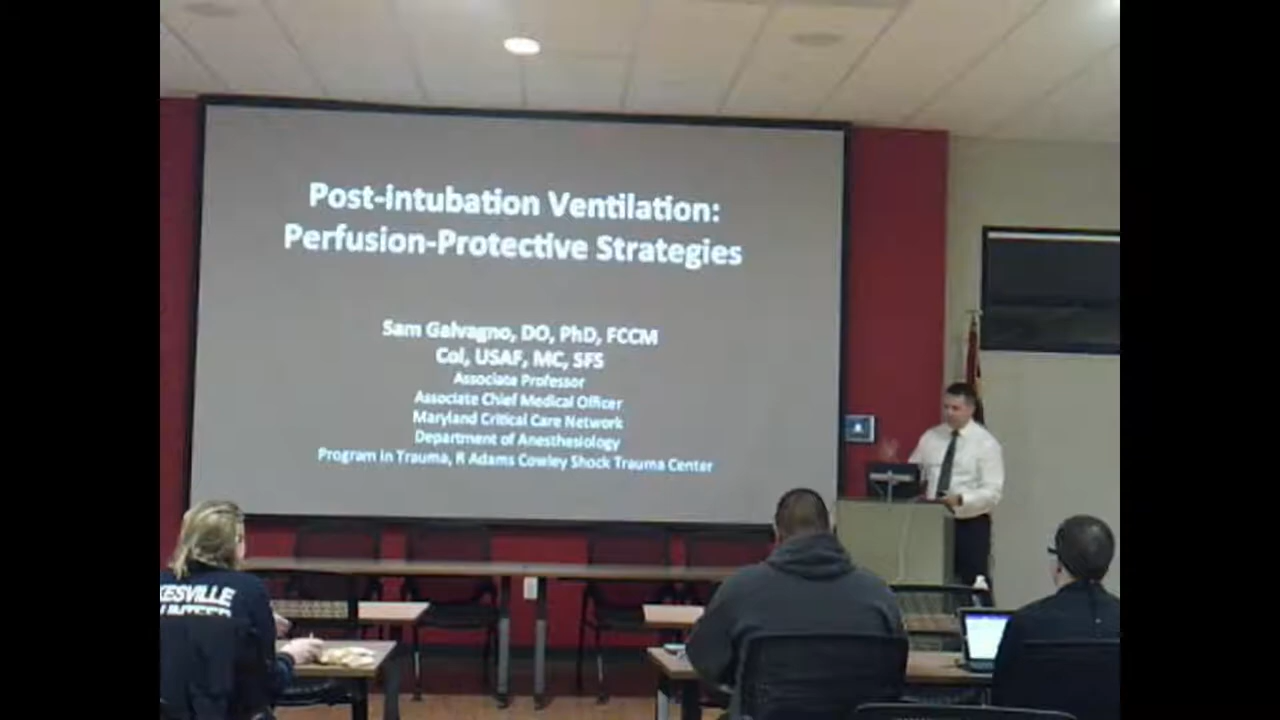 Post-intubation Ventilation:
Perfusion-Protective Strategies
Sam Galvagno, DO, PhD, FCCM
Col, USAF, MC, SFS
Associate Professor
Associate Chief Medical Officer
Maryland Critical Care Network
Department of Anesthesiology
Program in Trauma, R Adams Cowley Shock Trauma Center
KESVILLE